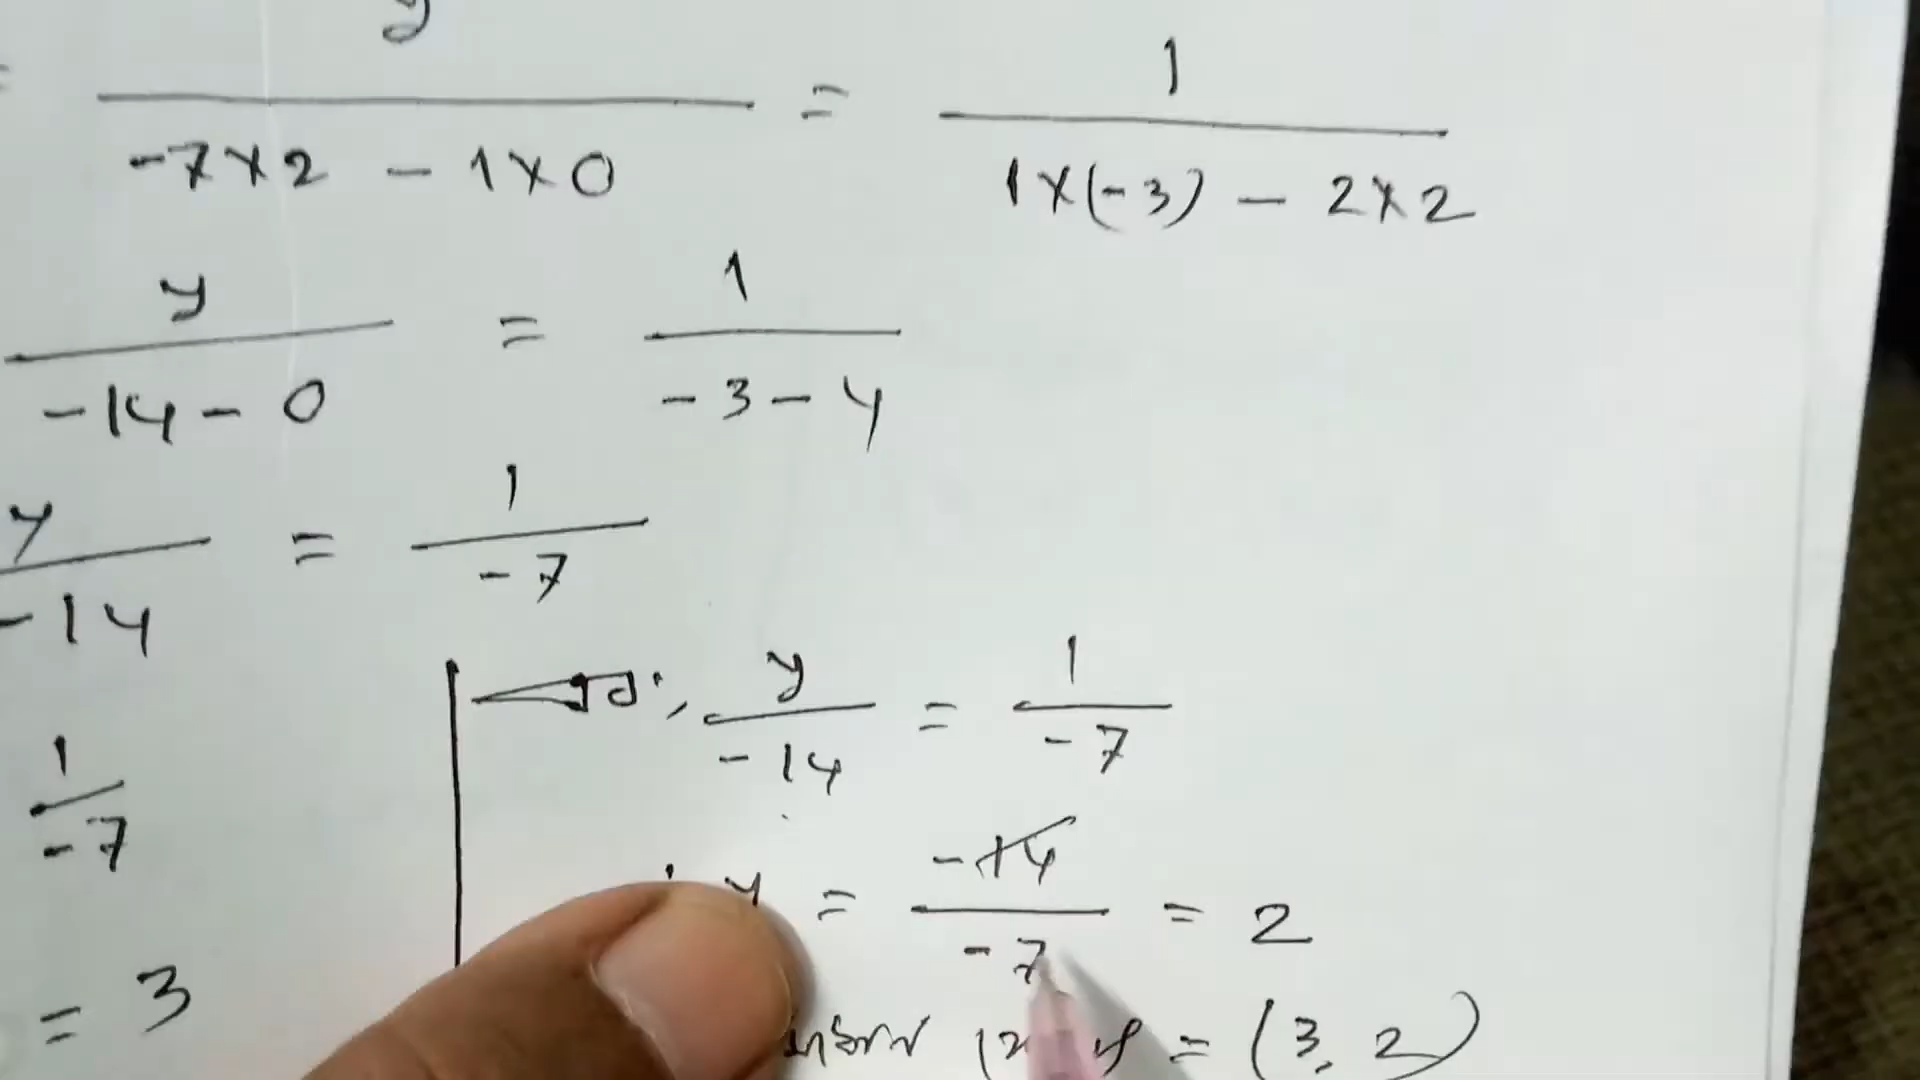 = y / (-7×2 - 1×0) = 1 / (1×(-3) - 2×2)
y / (-14 - 0) = 1 / (-3 - 4)
y / -14 = 1 / -7
y / -14 = 1 / -7
1 / -7
y = -14 / -7 = 2
= 3
= (3, 2)